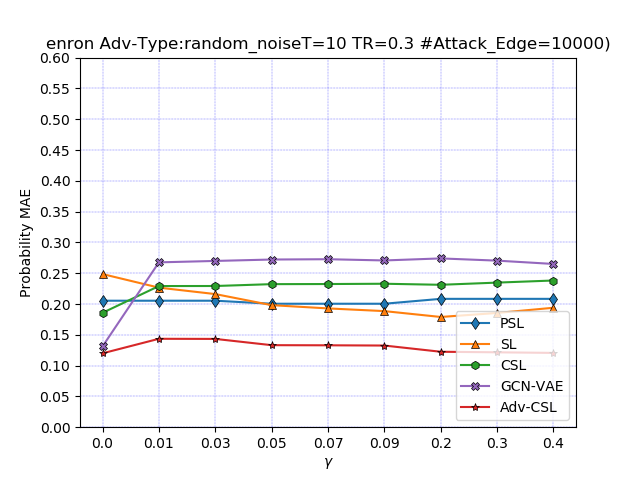 enron Adv-Type:random_noiseT=10 TR=0.3 #Attack_Edge=10000)
0.60
0.55
0.50
0.45
0.40
0.35
0.30
0.25
0.20
0.15
0.10
0.05
0.00
Probability MAE
PSL
SL
CSL
GCN-VAE
Adv-CSL
0.0 0.01 0.03 0.05 0.07 0.09 0.2 0.3 0.4
γ